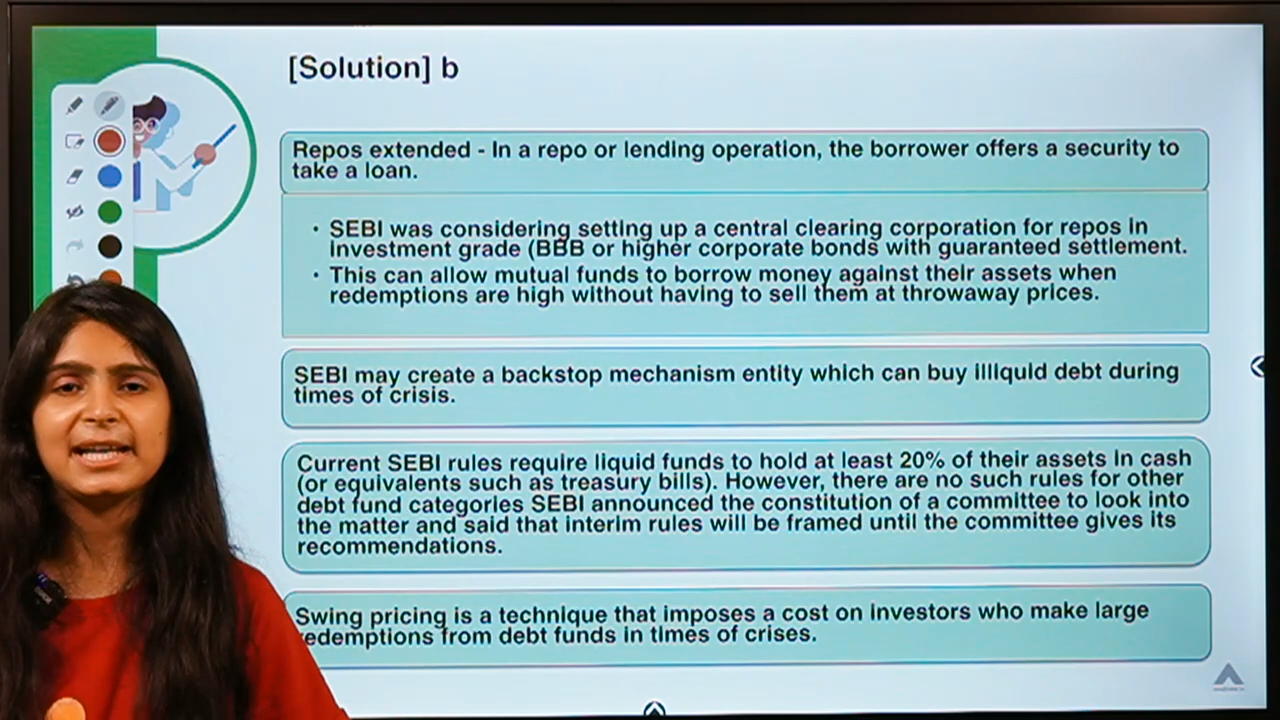 [Solution] b
Repos extended - In a repo or lending operation, the borrower offers a security to
take a loan.
• SEBI was considering setting up a central clearing corporation for repos in
investment grade (BBB or higher corporate bonds with guaranteed settlement.
• This can allow mutual funds to borrow money against their assets when
redemptions are high without having to sell them at throwaway prices.
SEBI may create a backstop mechanism entity which can buy illiquid debt during
times of crisis.
Current SEBI rules require liquid funds to hold at least 20% of their assets in cash
(or equivalents such as treasury bills). However, there are no such rules for other
debt fund categories SEBI announced the constitution of a committee to look into
the matter and said that interim rules will be framed until the committee gives its
recommendations.
Swing pricing is a technique that imposes a cost on investors who make large
redemptions from debt funds in times of crises.